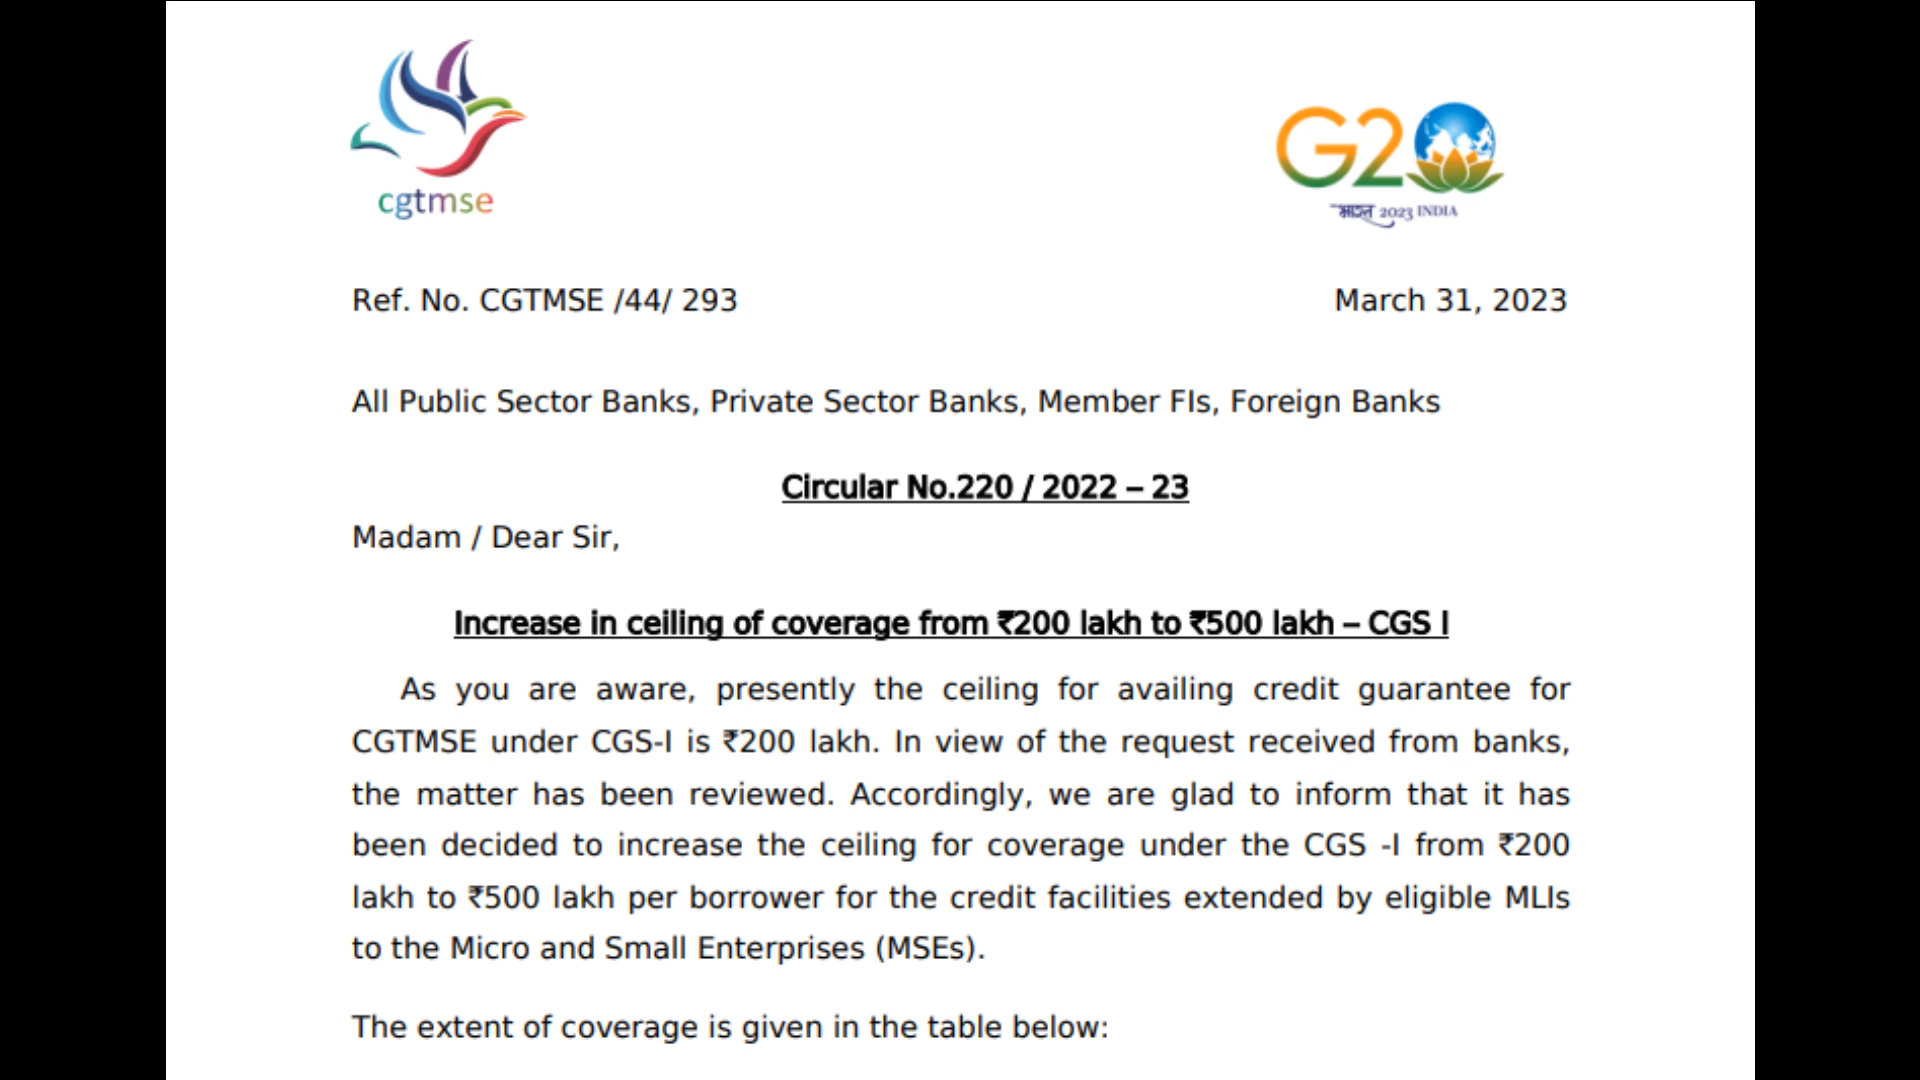 cgtmse
G20
भारत 2023 INDIA
Ref. No. CGTMSE /44/ 293
March 31, 2023
All Public Sector Banks, Private Sector Banks, Member FIs, Foreign Banks
Circular No.220 / 2022 – 23
Madam / Dear Sir,
Increase in ceiling of coverage from ₹200 lakh to ₹500 lakh – CGS I
As you are aware, presently the ceiling for availing credit guarantee for
CGTMSE under CGS-I is ₹200 lakh. In view of the request received from banks,
the matter has been reviewed. Accordingly, we are glad to inform that it has
been decided to increase the ceiling for coverage under the CGS -I from ₹200
lakh to ₹500 lakh per borrower for the credit facilities extended by eligible MLIs
to the Micro and Small Enterprises (MSEs).
The extent of coverage is given in the table below: